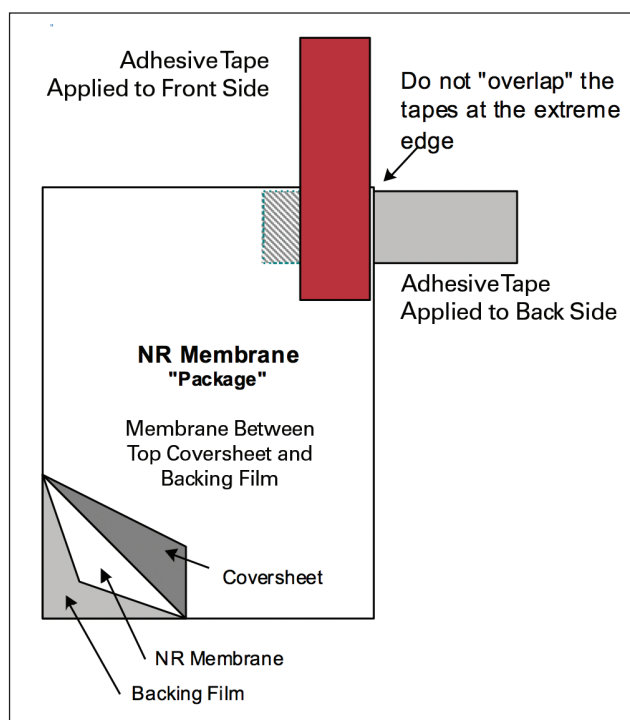 Adhesive Tape
Applied to Front Side
Do not "overlap" the
tapes at the extreme
edge
Adhesive Tape
Applied to Back Side
NR Membrane
"Package"
Membrane Between
Top Coversheet and
Backing Film
Coversheet
NR Membrane
Backing Film